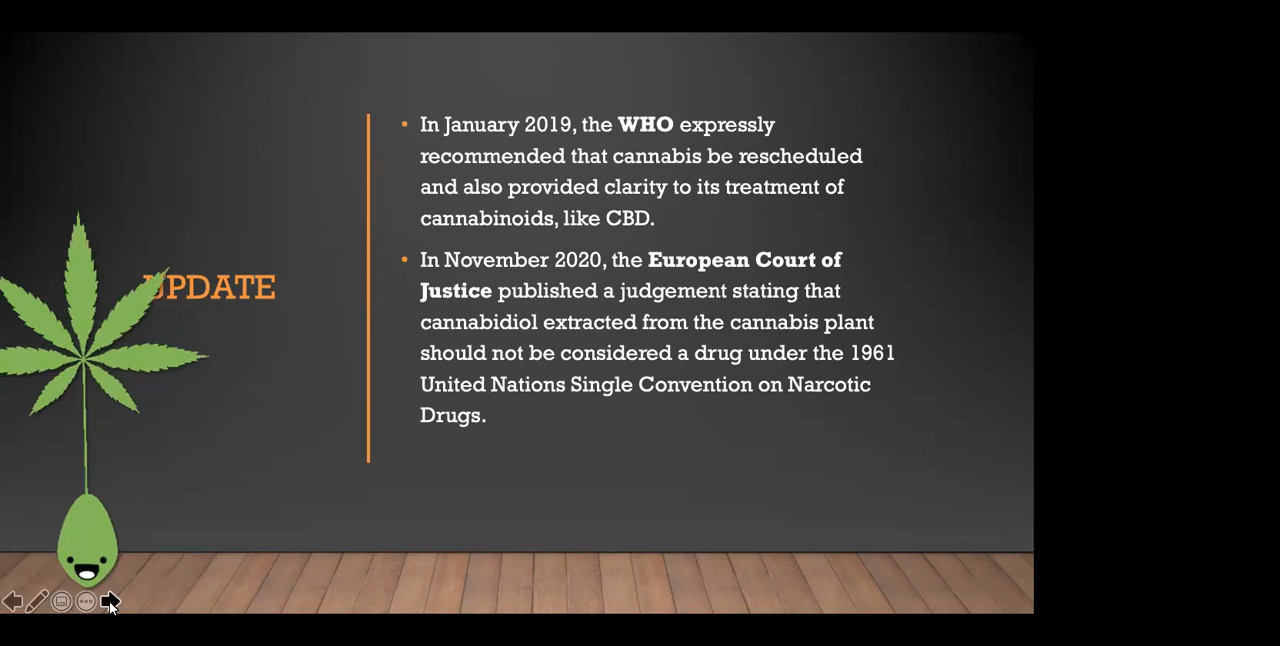 UPDATE
• In January 2019, the WHO expressly
recommended that cannabis be rescheduled
and also provided clarity to its treatment of
cannabinoids, like CBD.
• In November 2020, the European Court of
Justice published a judgement stating that
cannabidiol extracted from the cannabis plant
should not be considered a drug under the 1961
United Nations Single Convention on Narcotic
Drugs.